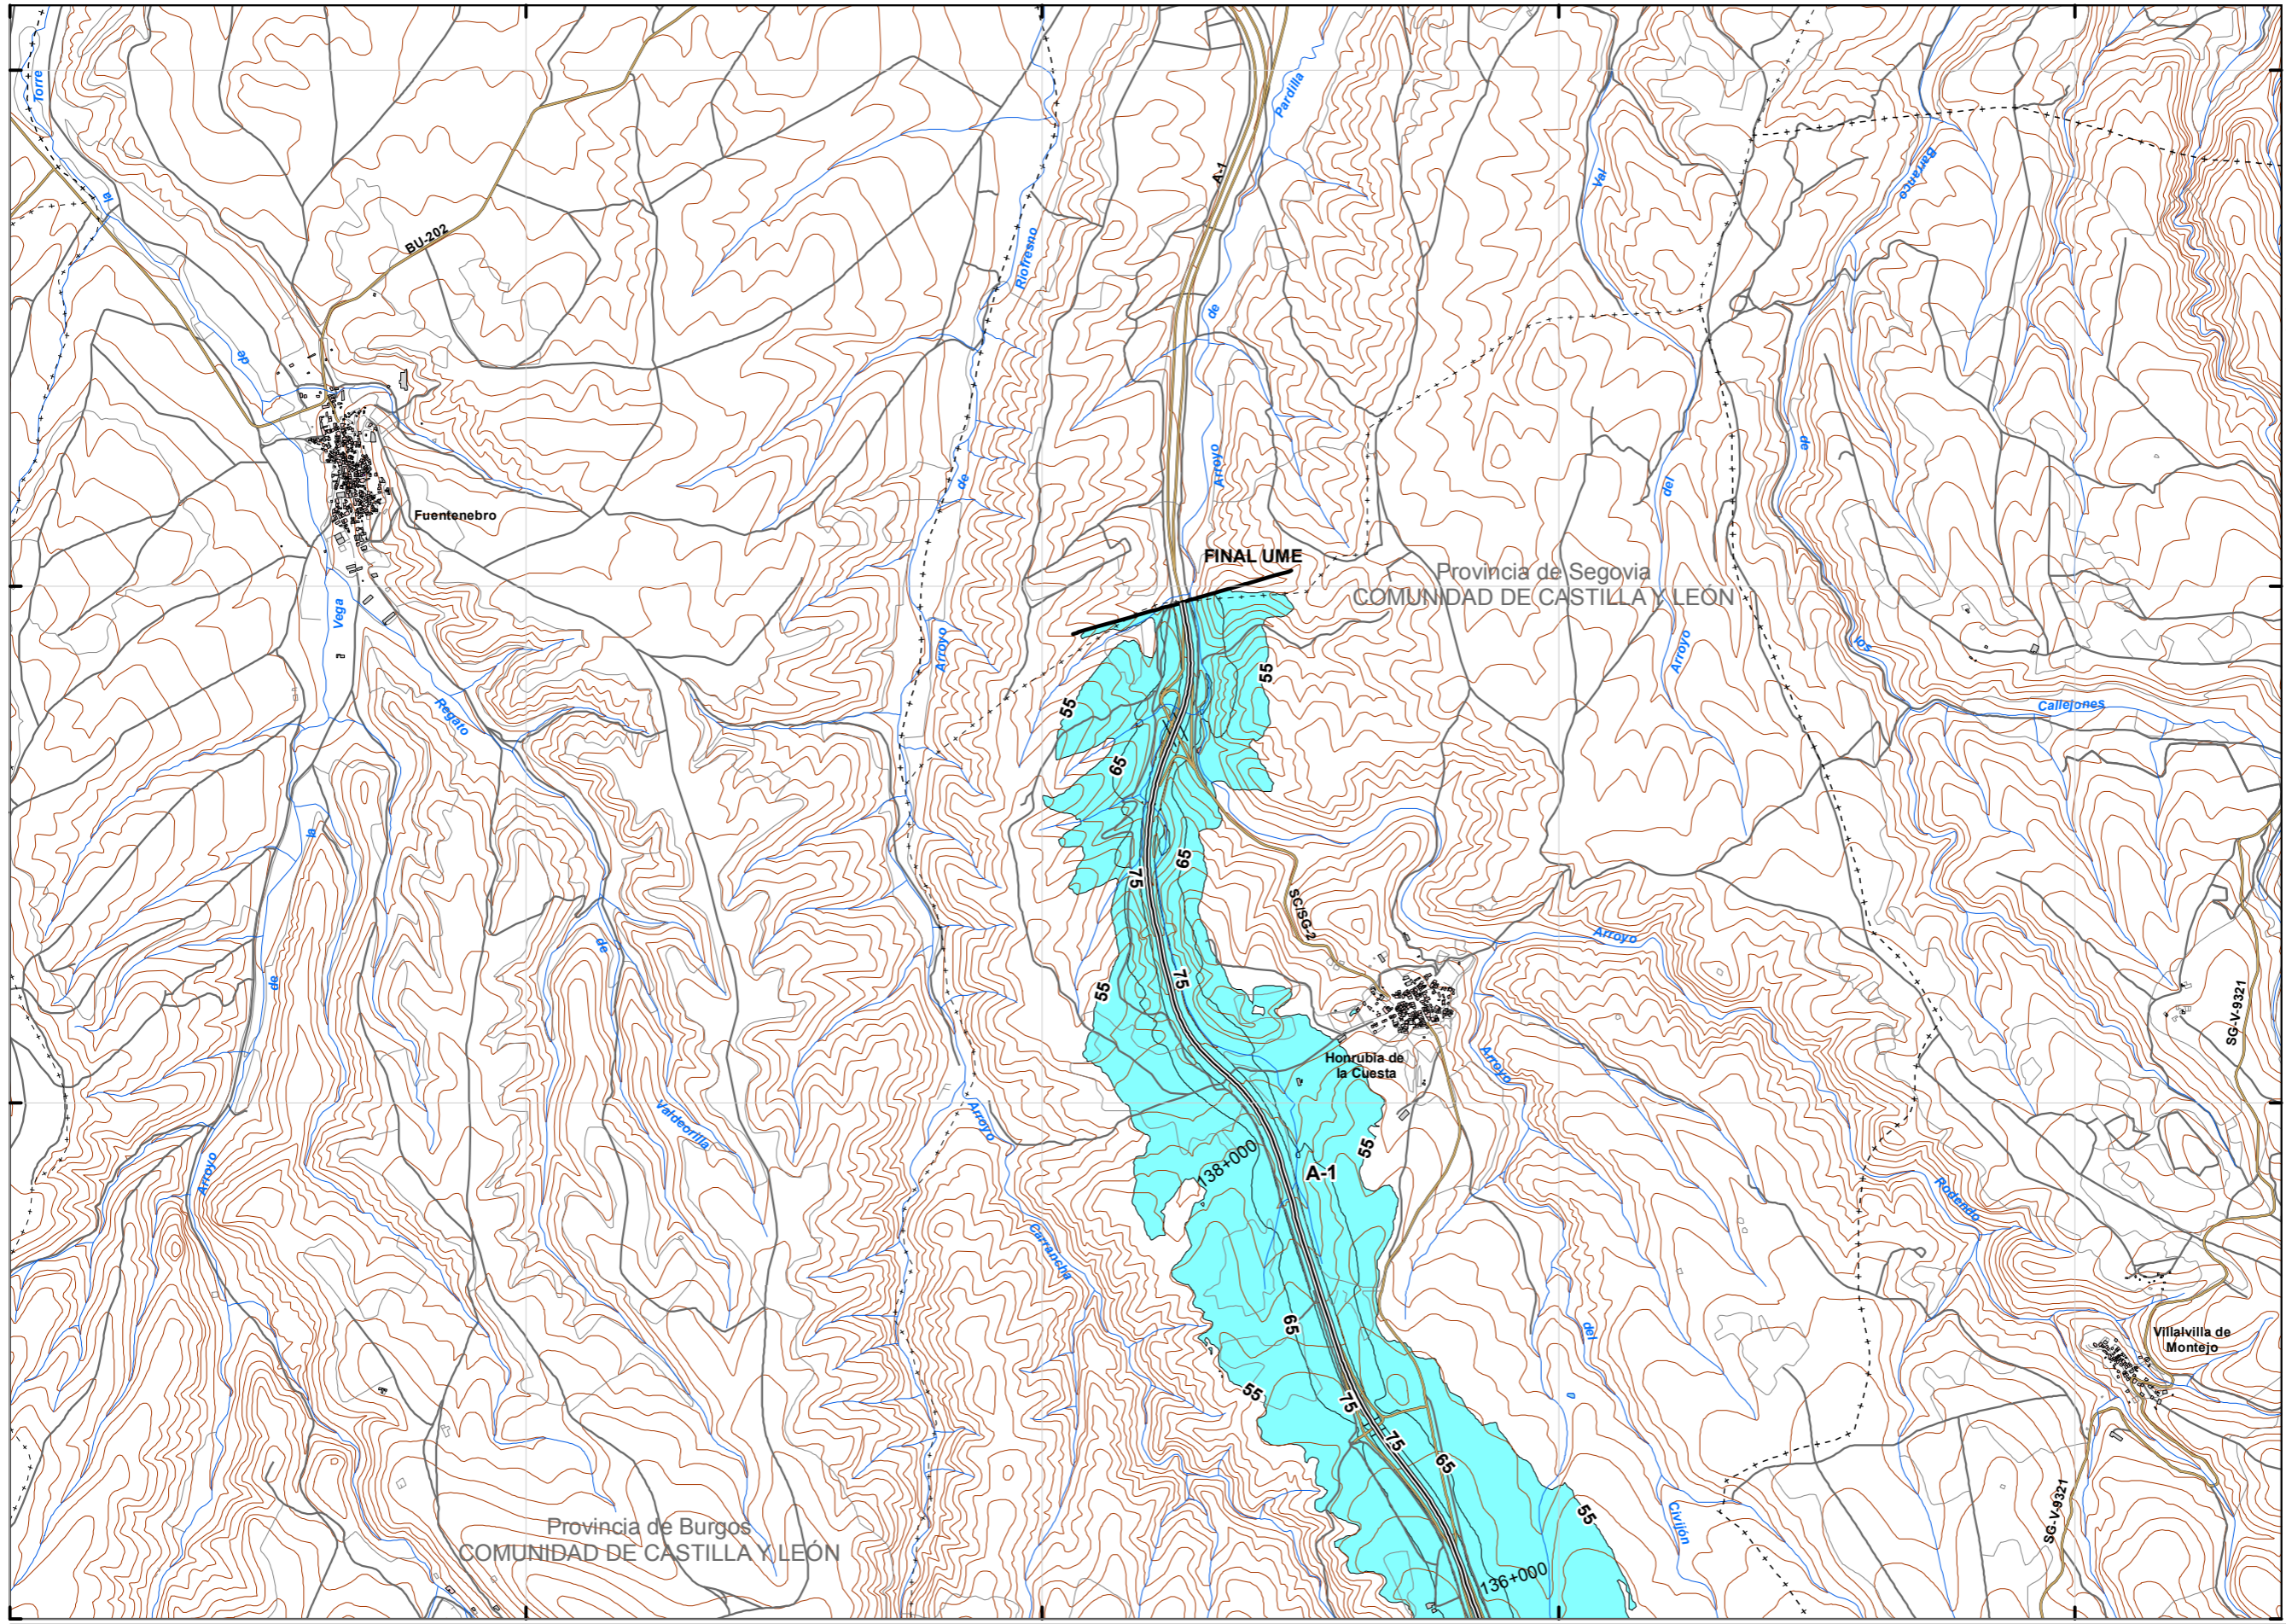 Torre
la
de
BU-202
Fuentenebro
Vega
Regato
la
de
de
Arroyo
Valdeorilla
Riofresno
de
Arroyo
Arroyo
Carrancha
A-1
Pardilla
de
Arroyo
FINAL UME
Provincia de Segovia
COMUNIDAD DE CASTILLA Y LEÓN
Val
del
Arroyo
Barranco
de
los
Callejones
55
55
65
65
75
75
55
SC/SG-2
Honrubia de
la Cuesta
Arroyo
Arroyo
138+000
A-1
55
65
55
75
75
65
55
136+000
del
Civijón
Rodendo
SG-V-9321
Villalvilla de
Montejo
SG-V-9321
Provincia de Burgos
COMUNIDAD DE CASTILLA Y LEÓN